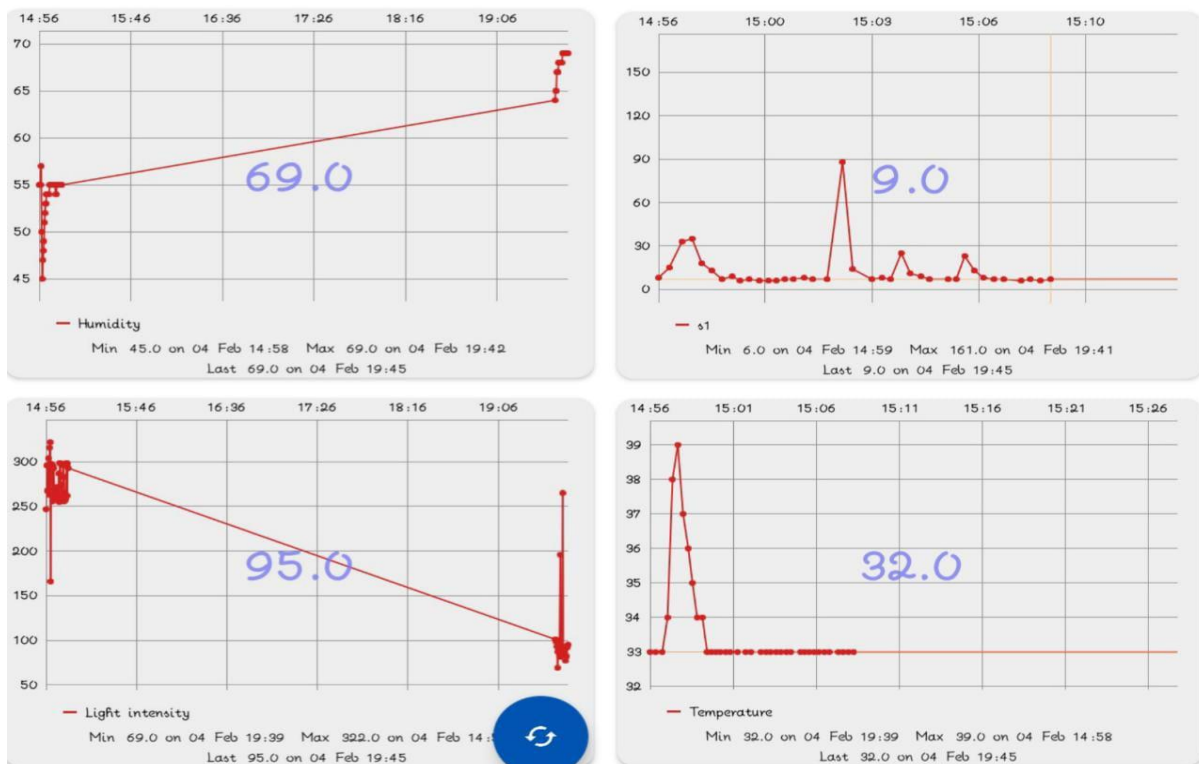 14:56 15:46 16:36 17:26 18:16 19:06
70
65
60
55
50
45
69.0
Humidity
Min 45.0 on 04 Feb 14:58 Max 69.0 on 04 Feb 19:42
Last 69.0 on 04 Feb 19:45
14:56 15:00 15:03 15:06 15:10
150
120
90
60
30
0
9.0
s1
Min 6.0 on 04 Feb 14:59 Max 161.0 on 04 Feb 19:41
Last 9.0 on 04 Feb 19:45
14:56 15:46 16:36 17:26 18:16 19:06
300
250
200
150
100
50
95.0
Light intensity
Min 69.0 on 04 Feb 19:39 Max 322.0 on 04 Feb
Last 95.0 on 04 Feb 19:45
14:56 15:01 15:06 15:11 15:16 15:21 15:26
39
38
37
36
35
34
33
32
32.0
Temperature
Min 32.0 on 04 Feb 19:39 Max 39.0 on 04 Feb 14:58
Last 32.0 on 04 Feb 19:45